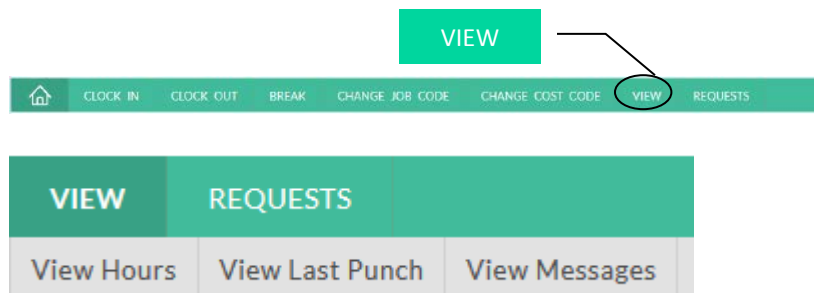 VIEW
CLOCK IN CLOCK OUT BREAK CHANGE JOB CODE CHANGE COST CODE VIEW REQUESTS
VIEW REQUESTS
View Hours View Last Punch View Messages